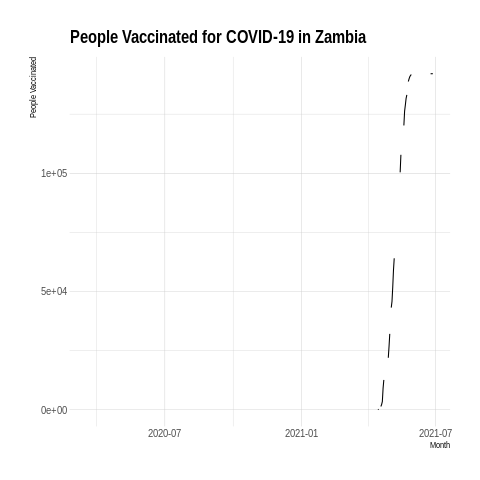 People Vaccinated for COVID-19 in Zambia
People Vaccinated
1e+05
5e+04
0e+00
2020-07
2021-01
2021-07
Month